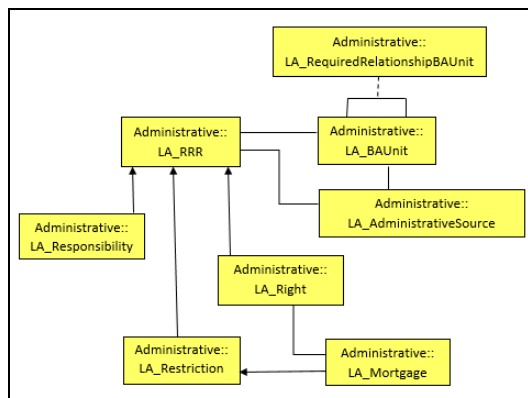 Administrative::
LA_RequiredRelationshipBAUnit
Administrative::
LA_RRR
Administrative::
LA_BAUnit
Administrative::
LA_AdministrativeSource
Administrative::
LA_Responsibility
Administrative::
LA_Right
Administrative::
LA_Restriction
Administrative::
LA_Mortgage